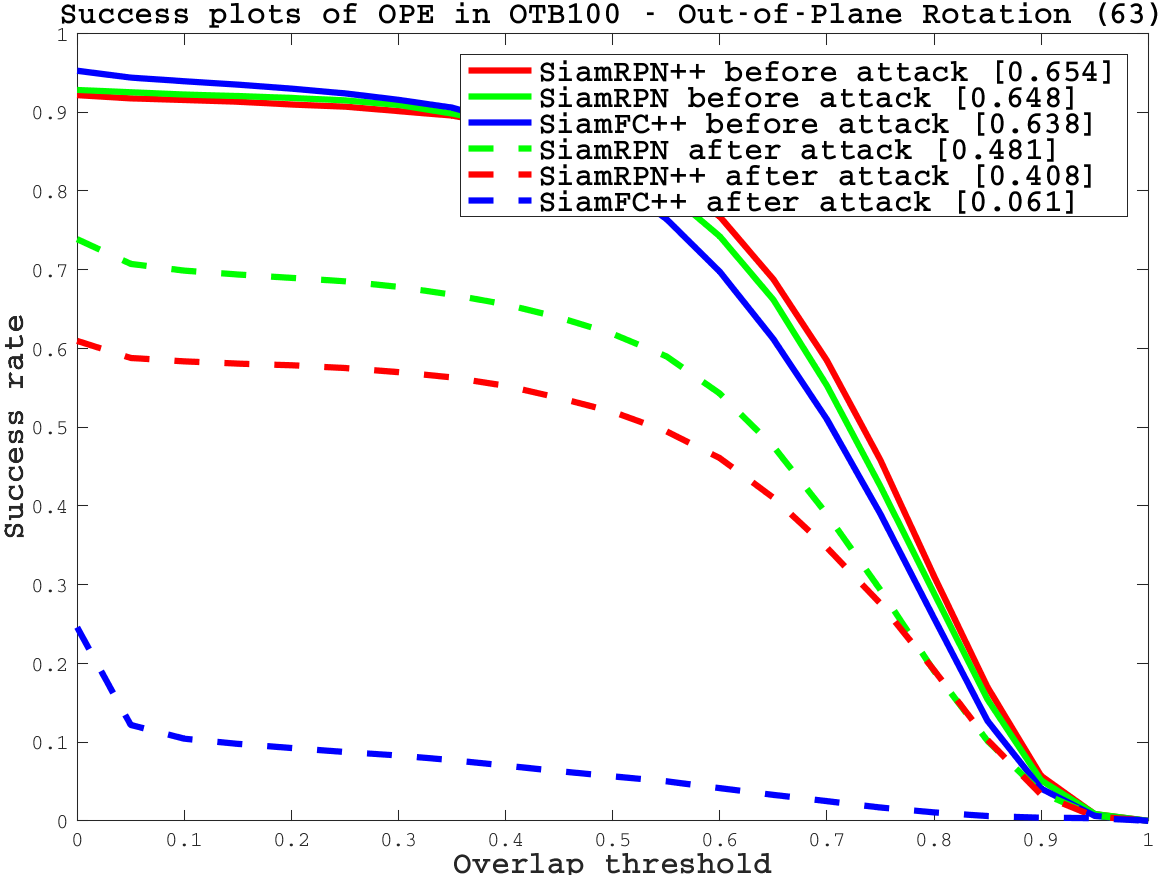 Success plots of OPE in OTB100 - Out-of-Plane Rotation (63)
SiamRPN++ before attack [0.654]
SiamRPN before attack [0.648]
SiamFC++ before attack [0.638]
SiamRPN after attack [0.481]
SiamRPN++ after attack [0.408]
SiamFC++ after attack [0.061]
Success rate
1
0.9
0.8
0.7
0.6
0.5
0.4
0.3
0.2
0.1
0
0 0.1 0.2 0.3 0.4 0.5 0.6 0.7 0.8 0.9 1
Overlap threshold